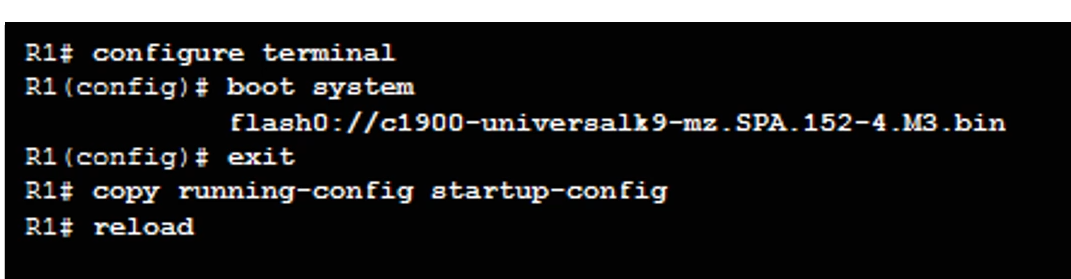 R1# configure terminal
R1(config)# boot system
flash0://c1900-universalk9-mz.SPA.152-4.M3.bin
R1(config)# exit
R1# copy running-config startup-config
R1# reload